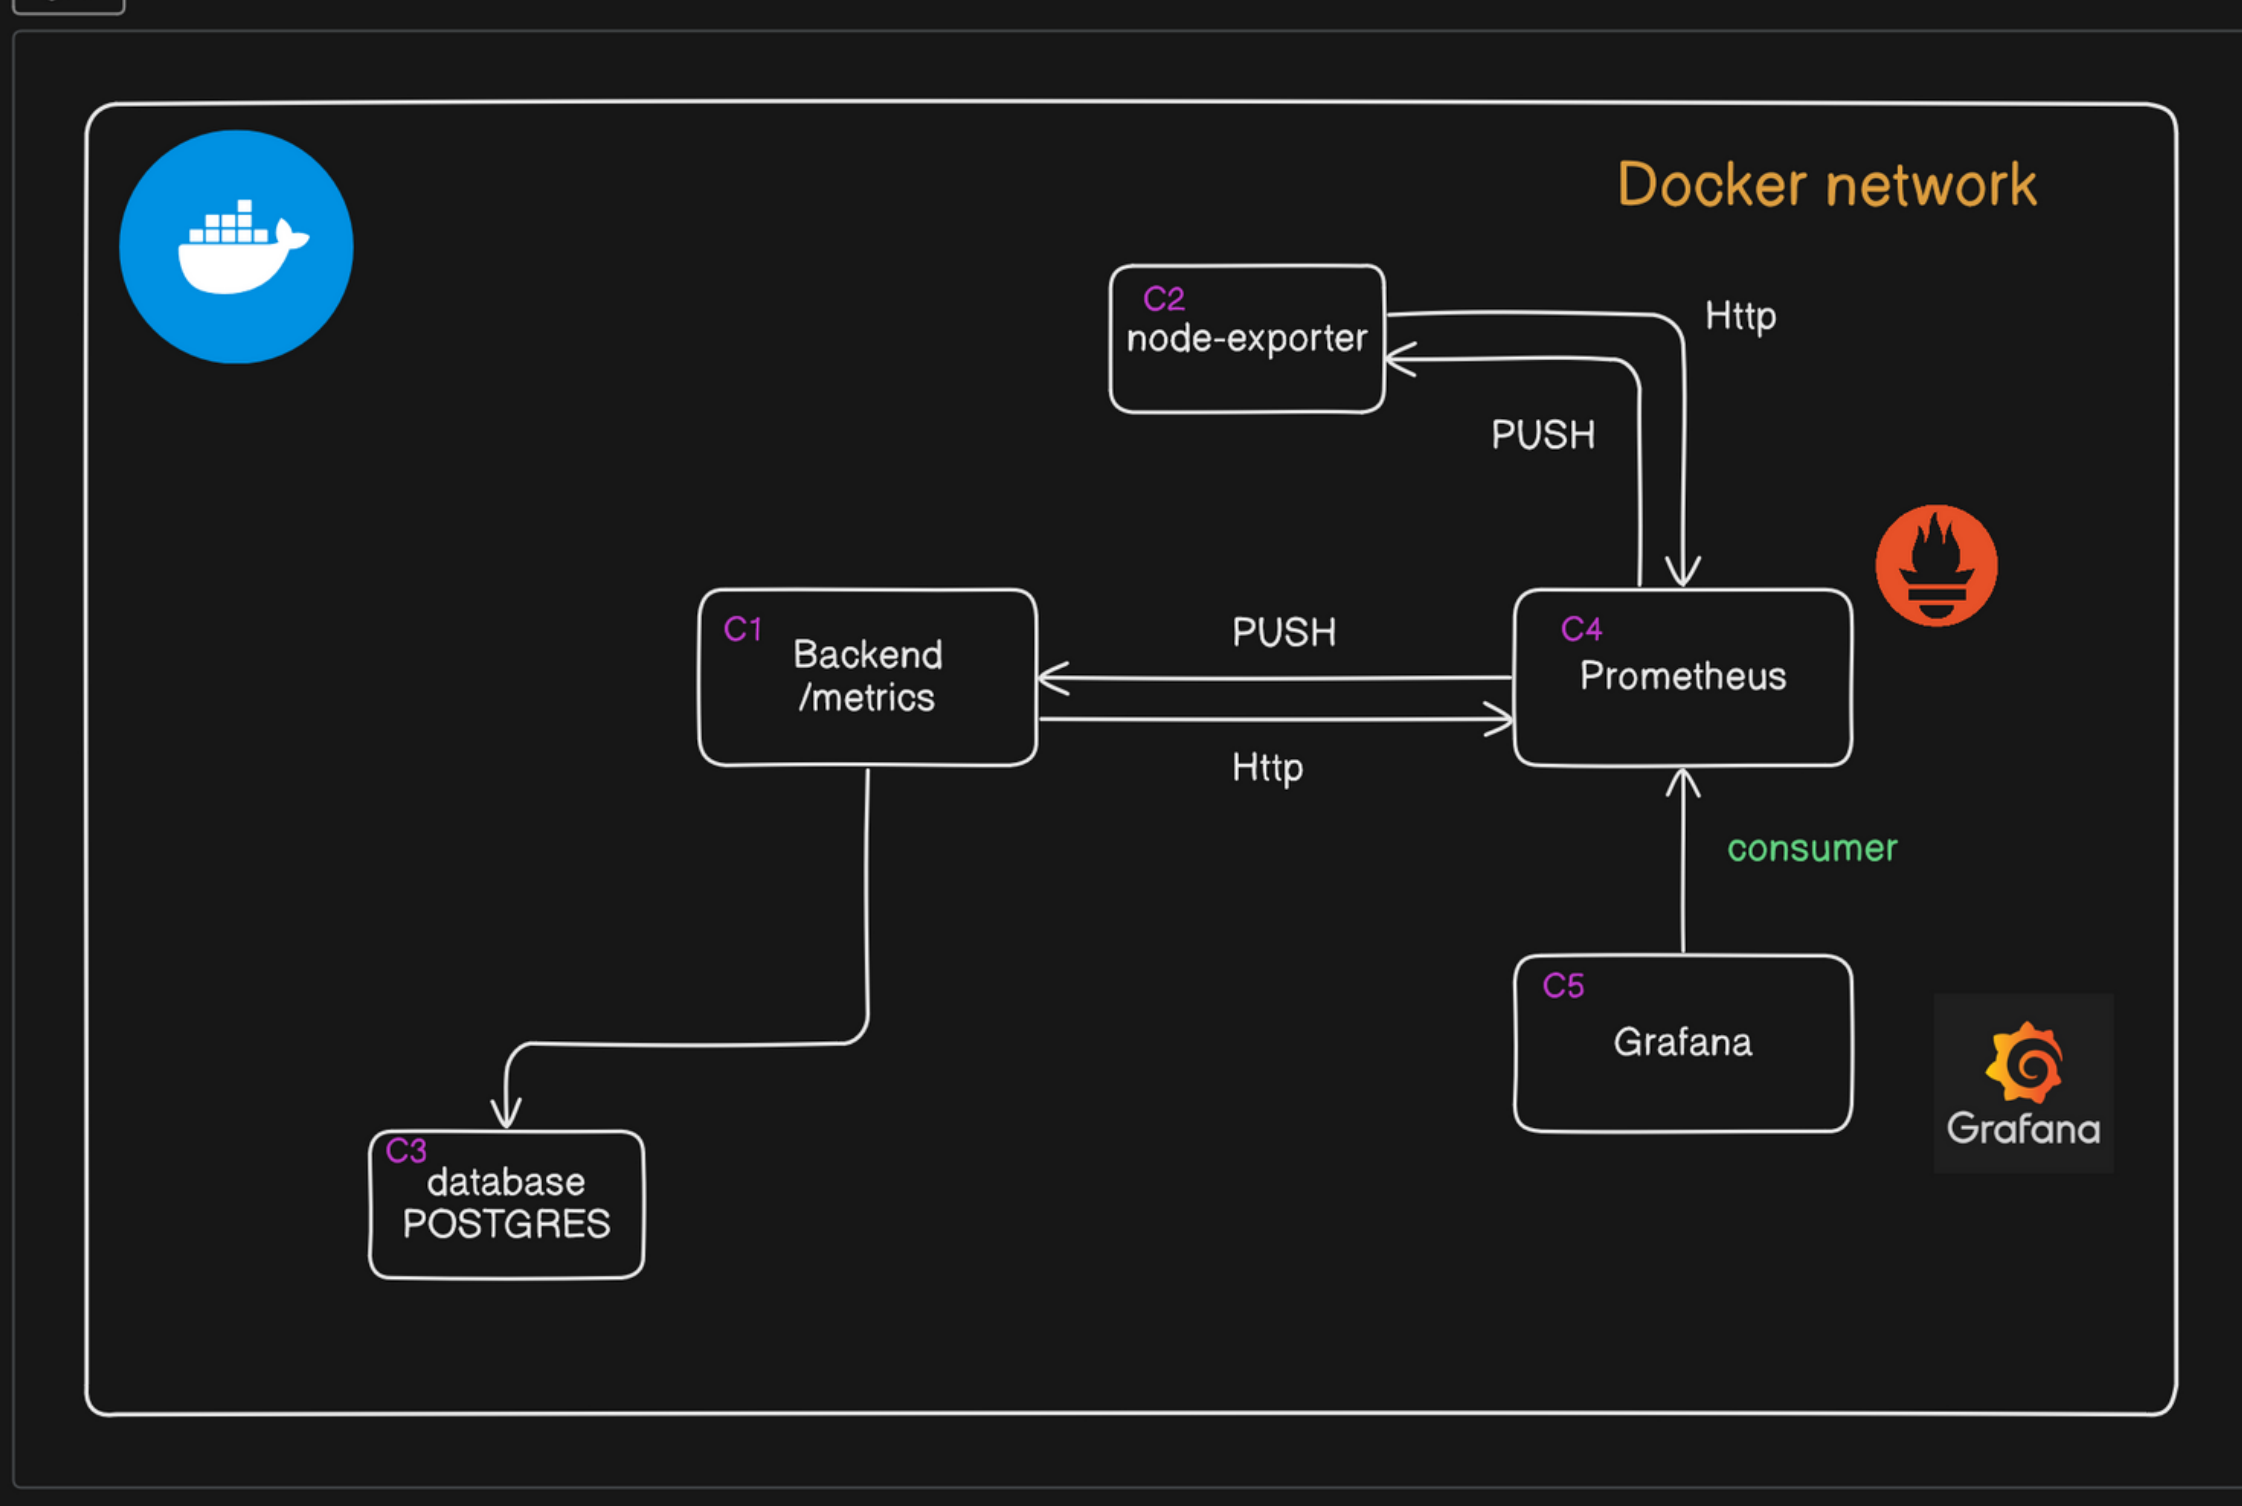 Docker network
C2
node-exporter
Http
PUSH
C1
Backend
/metrics
PUSH
Http
C4
Prometheus
consumer
C5
Grafana
Grafana
C3
database
POSTGRES